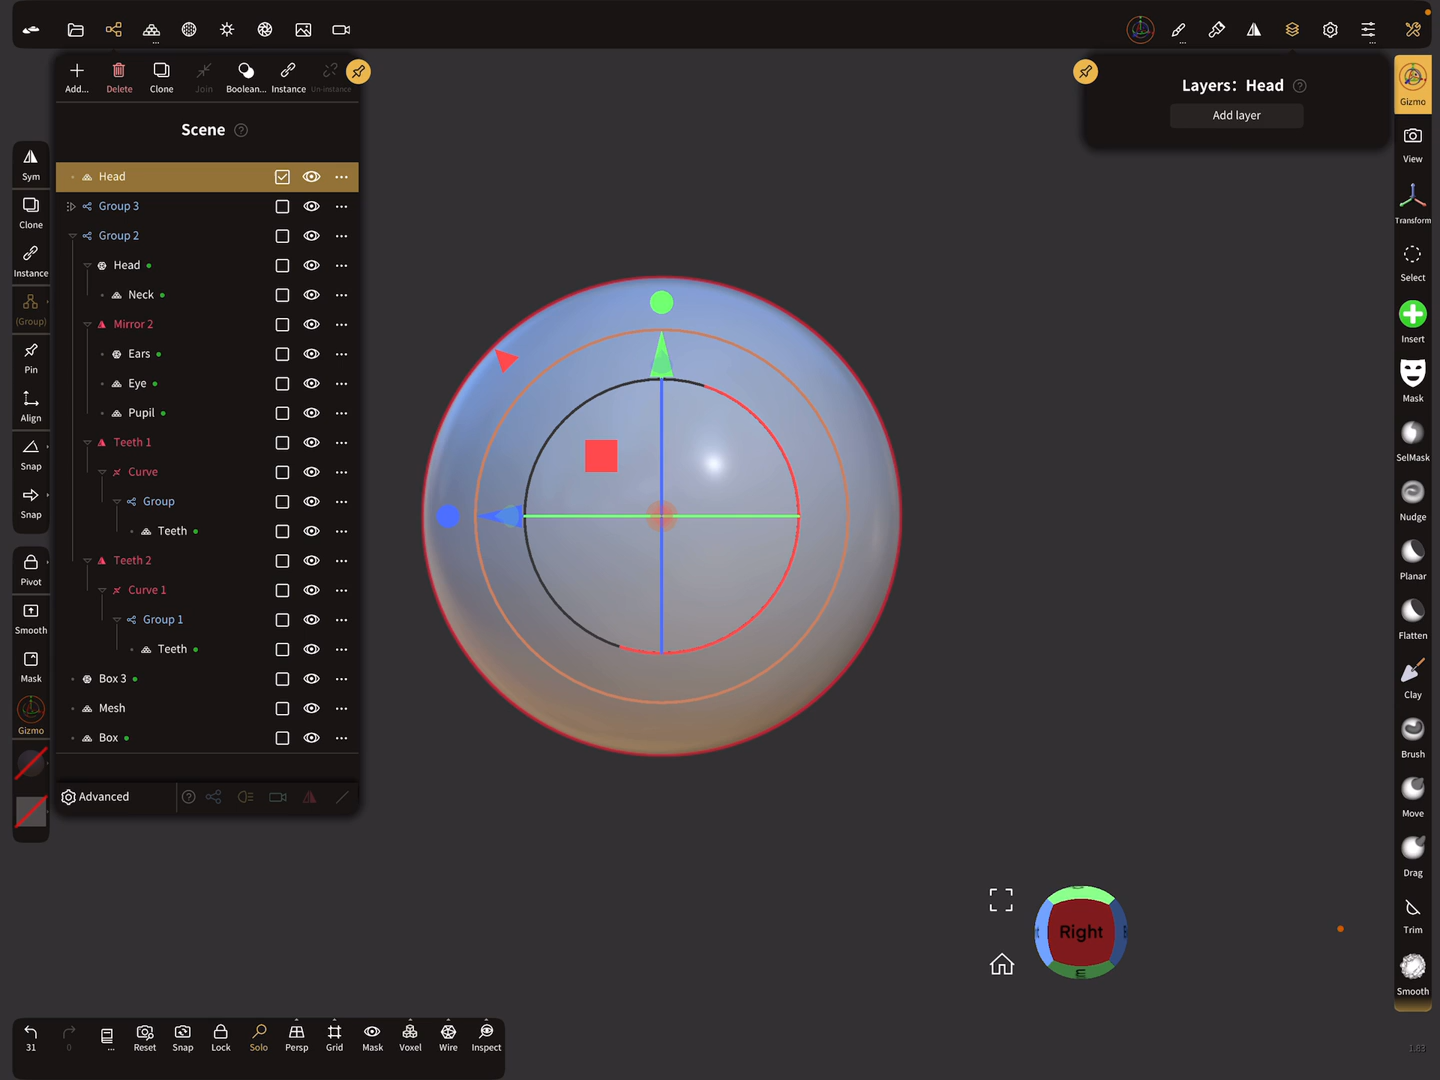 Add...
Delete
Clone
Join
Boolean...
Instance
Un-instance
Scene
Head
Group 3
Group 2
Head
Neck
Mirror 2
Ears
Eye
Pupil
Teeth 1
Curve
Group
Teeth
Teeth 2
Curve 1
Group 1
Teeth
Box 3
Mesh
Box
Advanced
Sym
Clone
Instance
(Group)
Pin
Align
Snap
Snap
Pivot
Smooth
Mask
Gizmo
Layers: Head
Add layer
Gizmo
View
Transform
Select
Insert
Mask
SelMask
Nudge
Planar
Flatten
Clay
Brush
Move
Drag
Trim
Smooth
Right
31
0
...
Reset
Snap
Lock
Solo
Persp
Grid
Mask
Voxel
Wire
Inspect
1.83